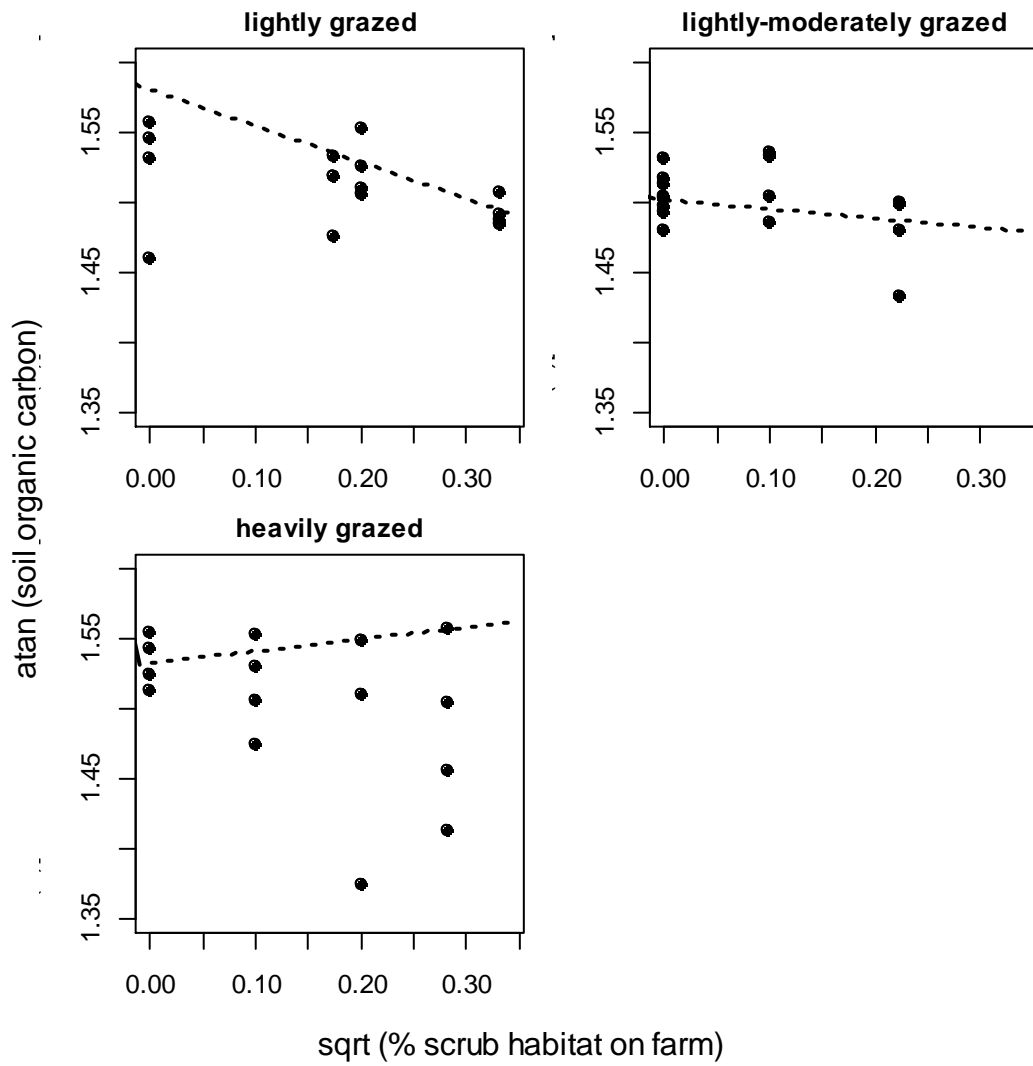 lightly grazed
1.55
1.45
1.35
0.00 0.10 0.20 0.30
lightly-moderately grazed
1.55
1.45
1.35
0.00 0.10 0.20 0.30
heavily grazed
1.55
1.45
1.35
0.00 0.10 0.20 0.30
atan (soil organic carbon)
sqrt (% scrub habitat on farm)